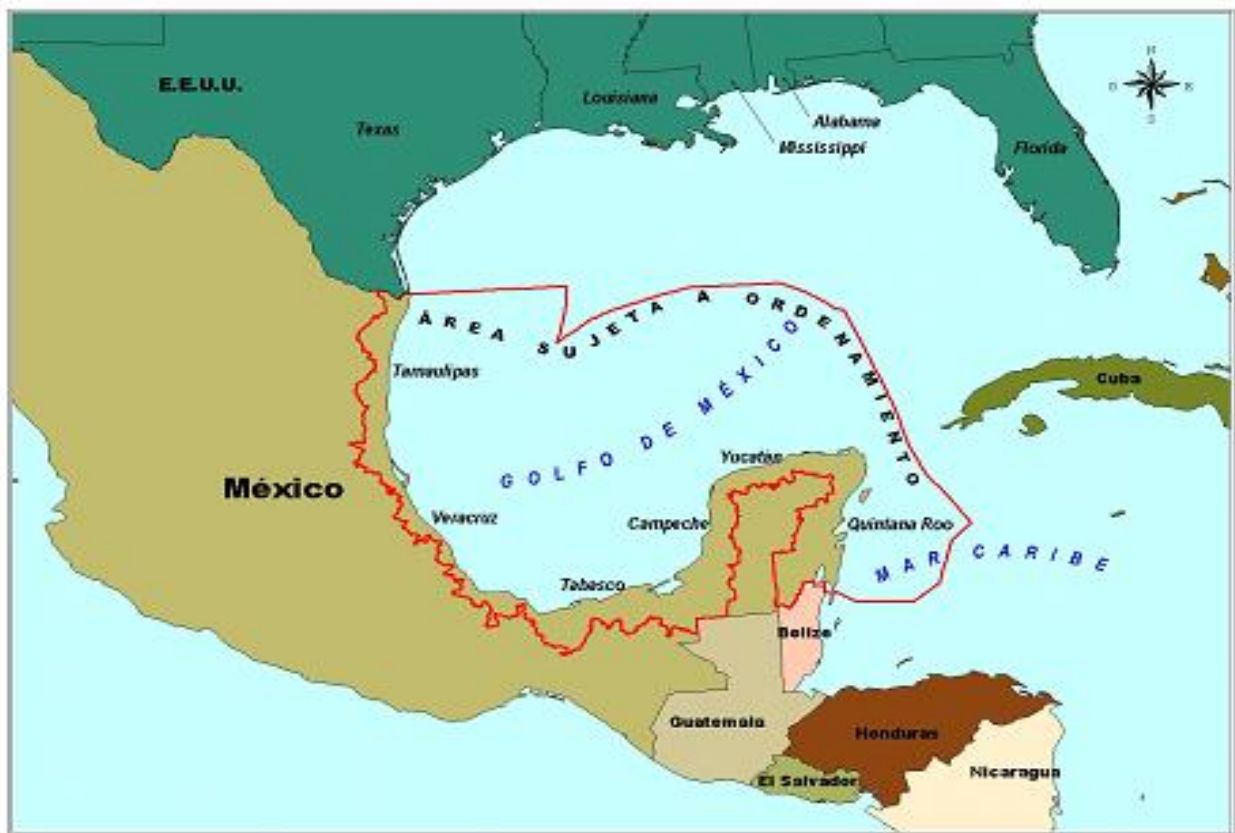 E.E.U.U.
Texas
Louisiana
Alabama
Mississippi
Florida
N
O
E
S
ÁREA SUJETA A ORDENAMIENTO
GOLFO DE MÉXICO
Tamaulipas
Cuba
México
Yucatán
Veracruz
Campeche
Quintana Roo
MAR CARIBE
Tabasco
Belize
Guatemala
Honduras
El Salvador
Nicaragua